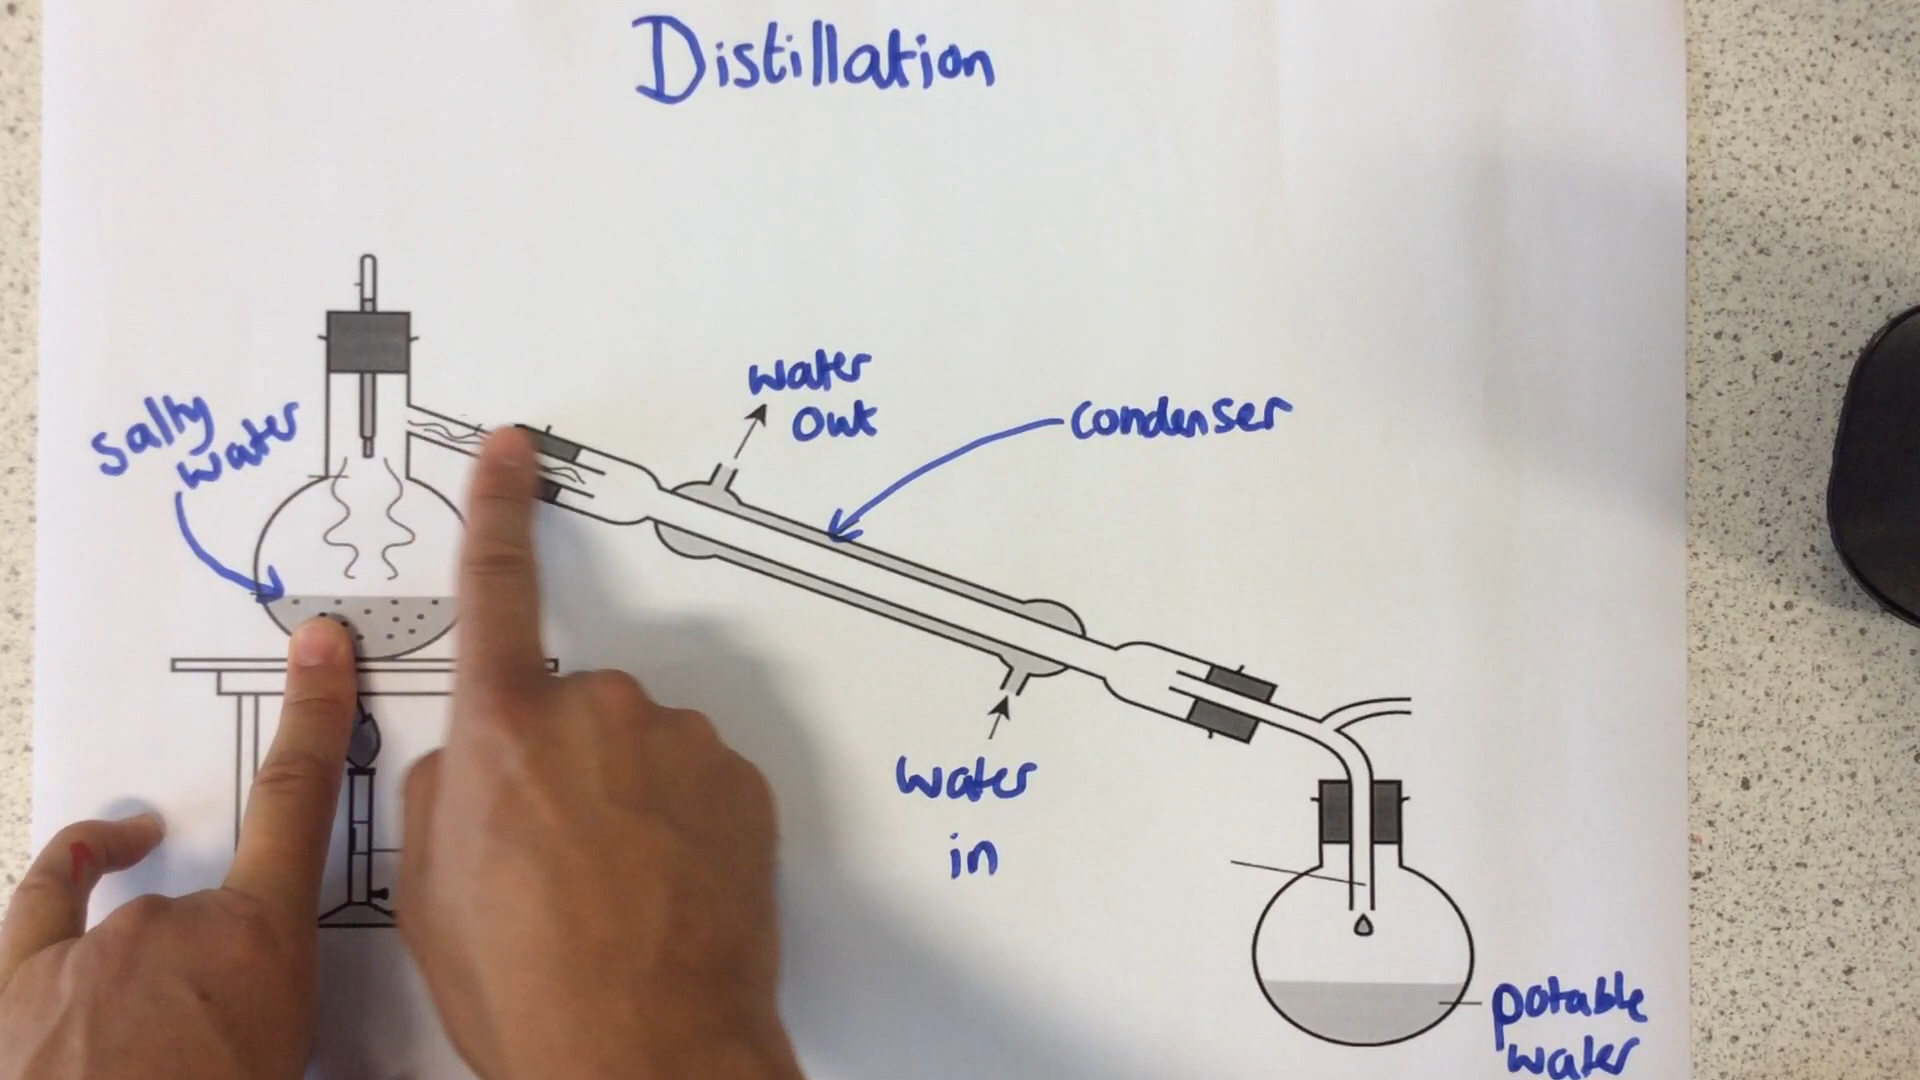 Distillation
Salty
water
water
out
Condenser
water
in
potable
water